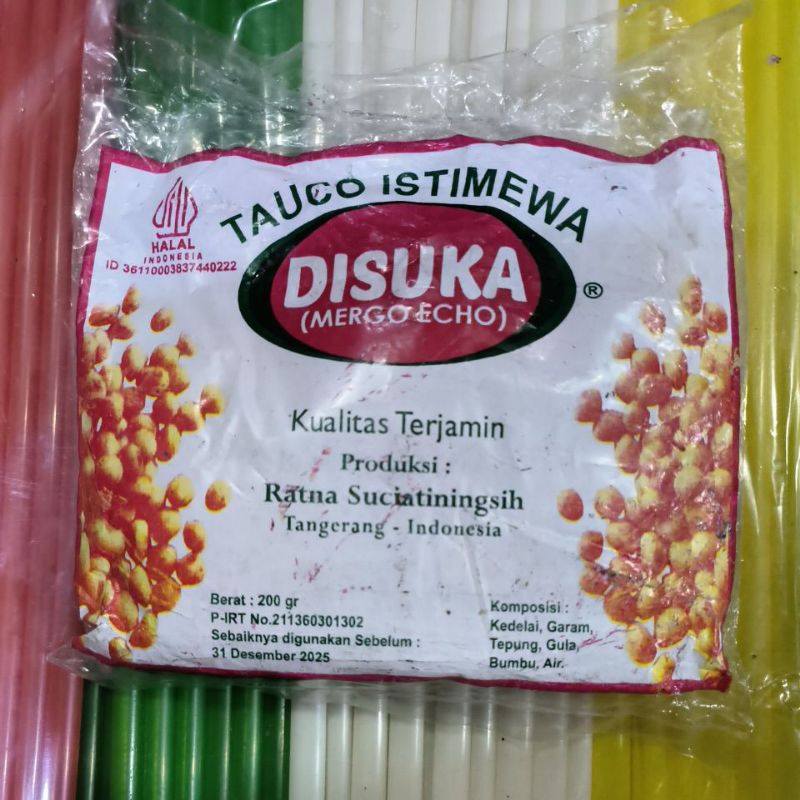 TAUCO ISTIMEWA
HALAL
INDONESIA
ID 36110003837440222
DISUKA ®
(MERGO ECHO)
Kualitas Terjamin
Produksi :
Ratna Suciatiningsih
Tangerang - Indonesia
Berat : 200 gr
P-IRT No.211360301302
Sebaiknya digunakan Sebelum :
31 Desember 2025
Komposisi :
Kedelai, Garam,
Tepung, Gula,
Bumbu, Air.